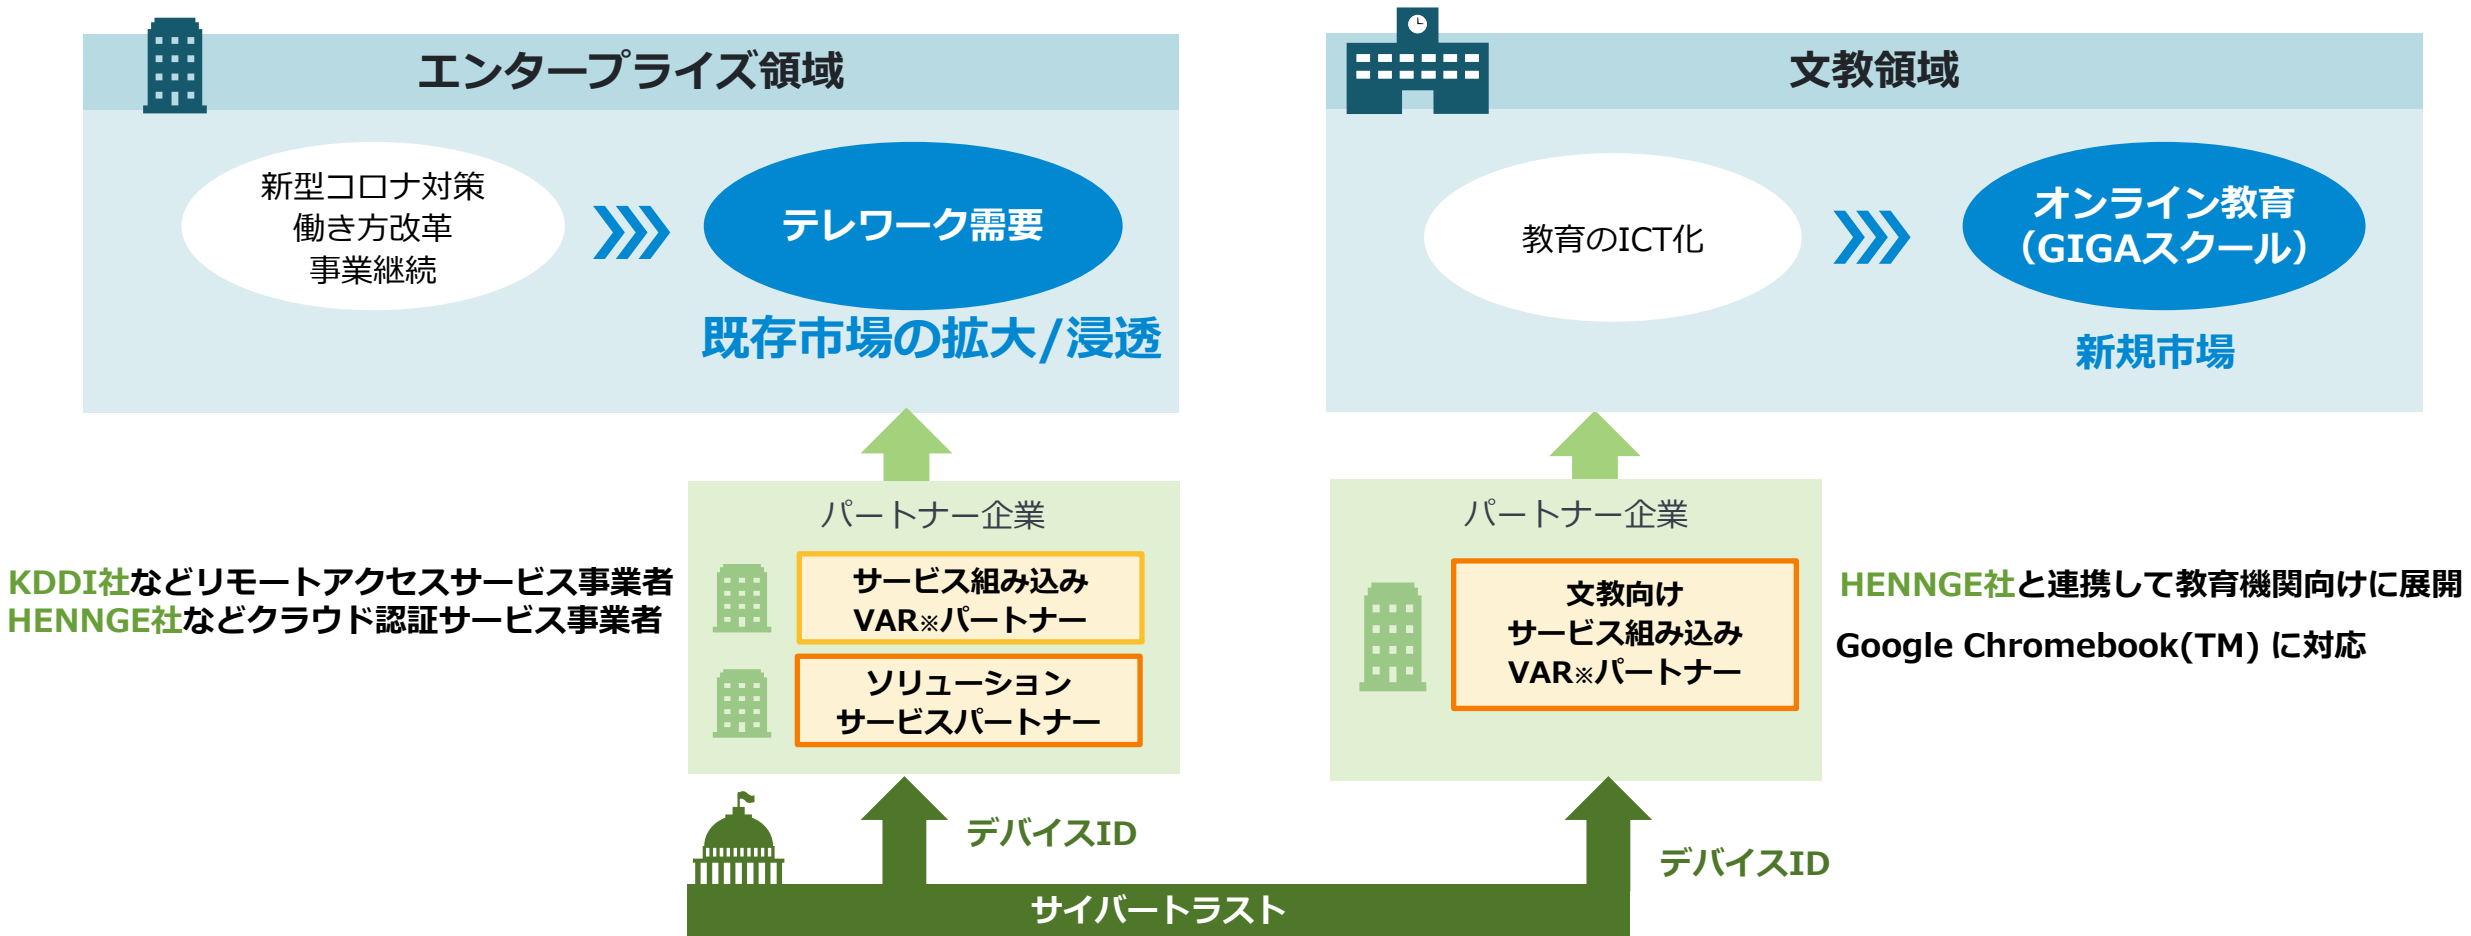 エンタープライズ領域
新型コロナ対策
働き方改革
事業継続
テレワーク需要
既存市場の拡大/浸透
文教領域
教育のICT化
オンライン教育
（GIGAスクール）
新規市場
KDDI社などリモートアクセスサービス事業者
HENNGE社などクラウド認証サービス事業者
パートナー企業
サービス組み込み
VAR※パートナー
ソリューション
サービスパートナー
パートナー企業
文教向け
サービス組み込み
VAR※パートナー
HENNGE社と連携して教育機関向けに展開
Google Chromebook(TM) に対応
デバイスID
デバイスID
サイバートラスト